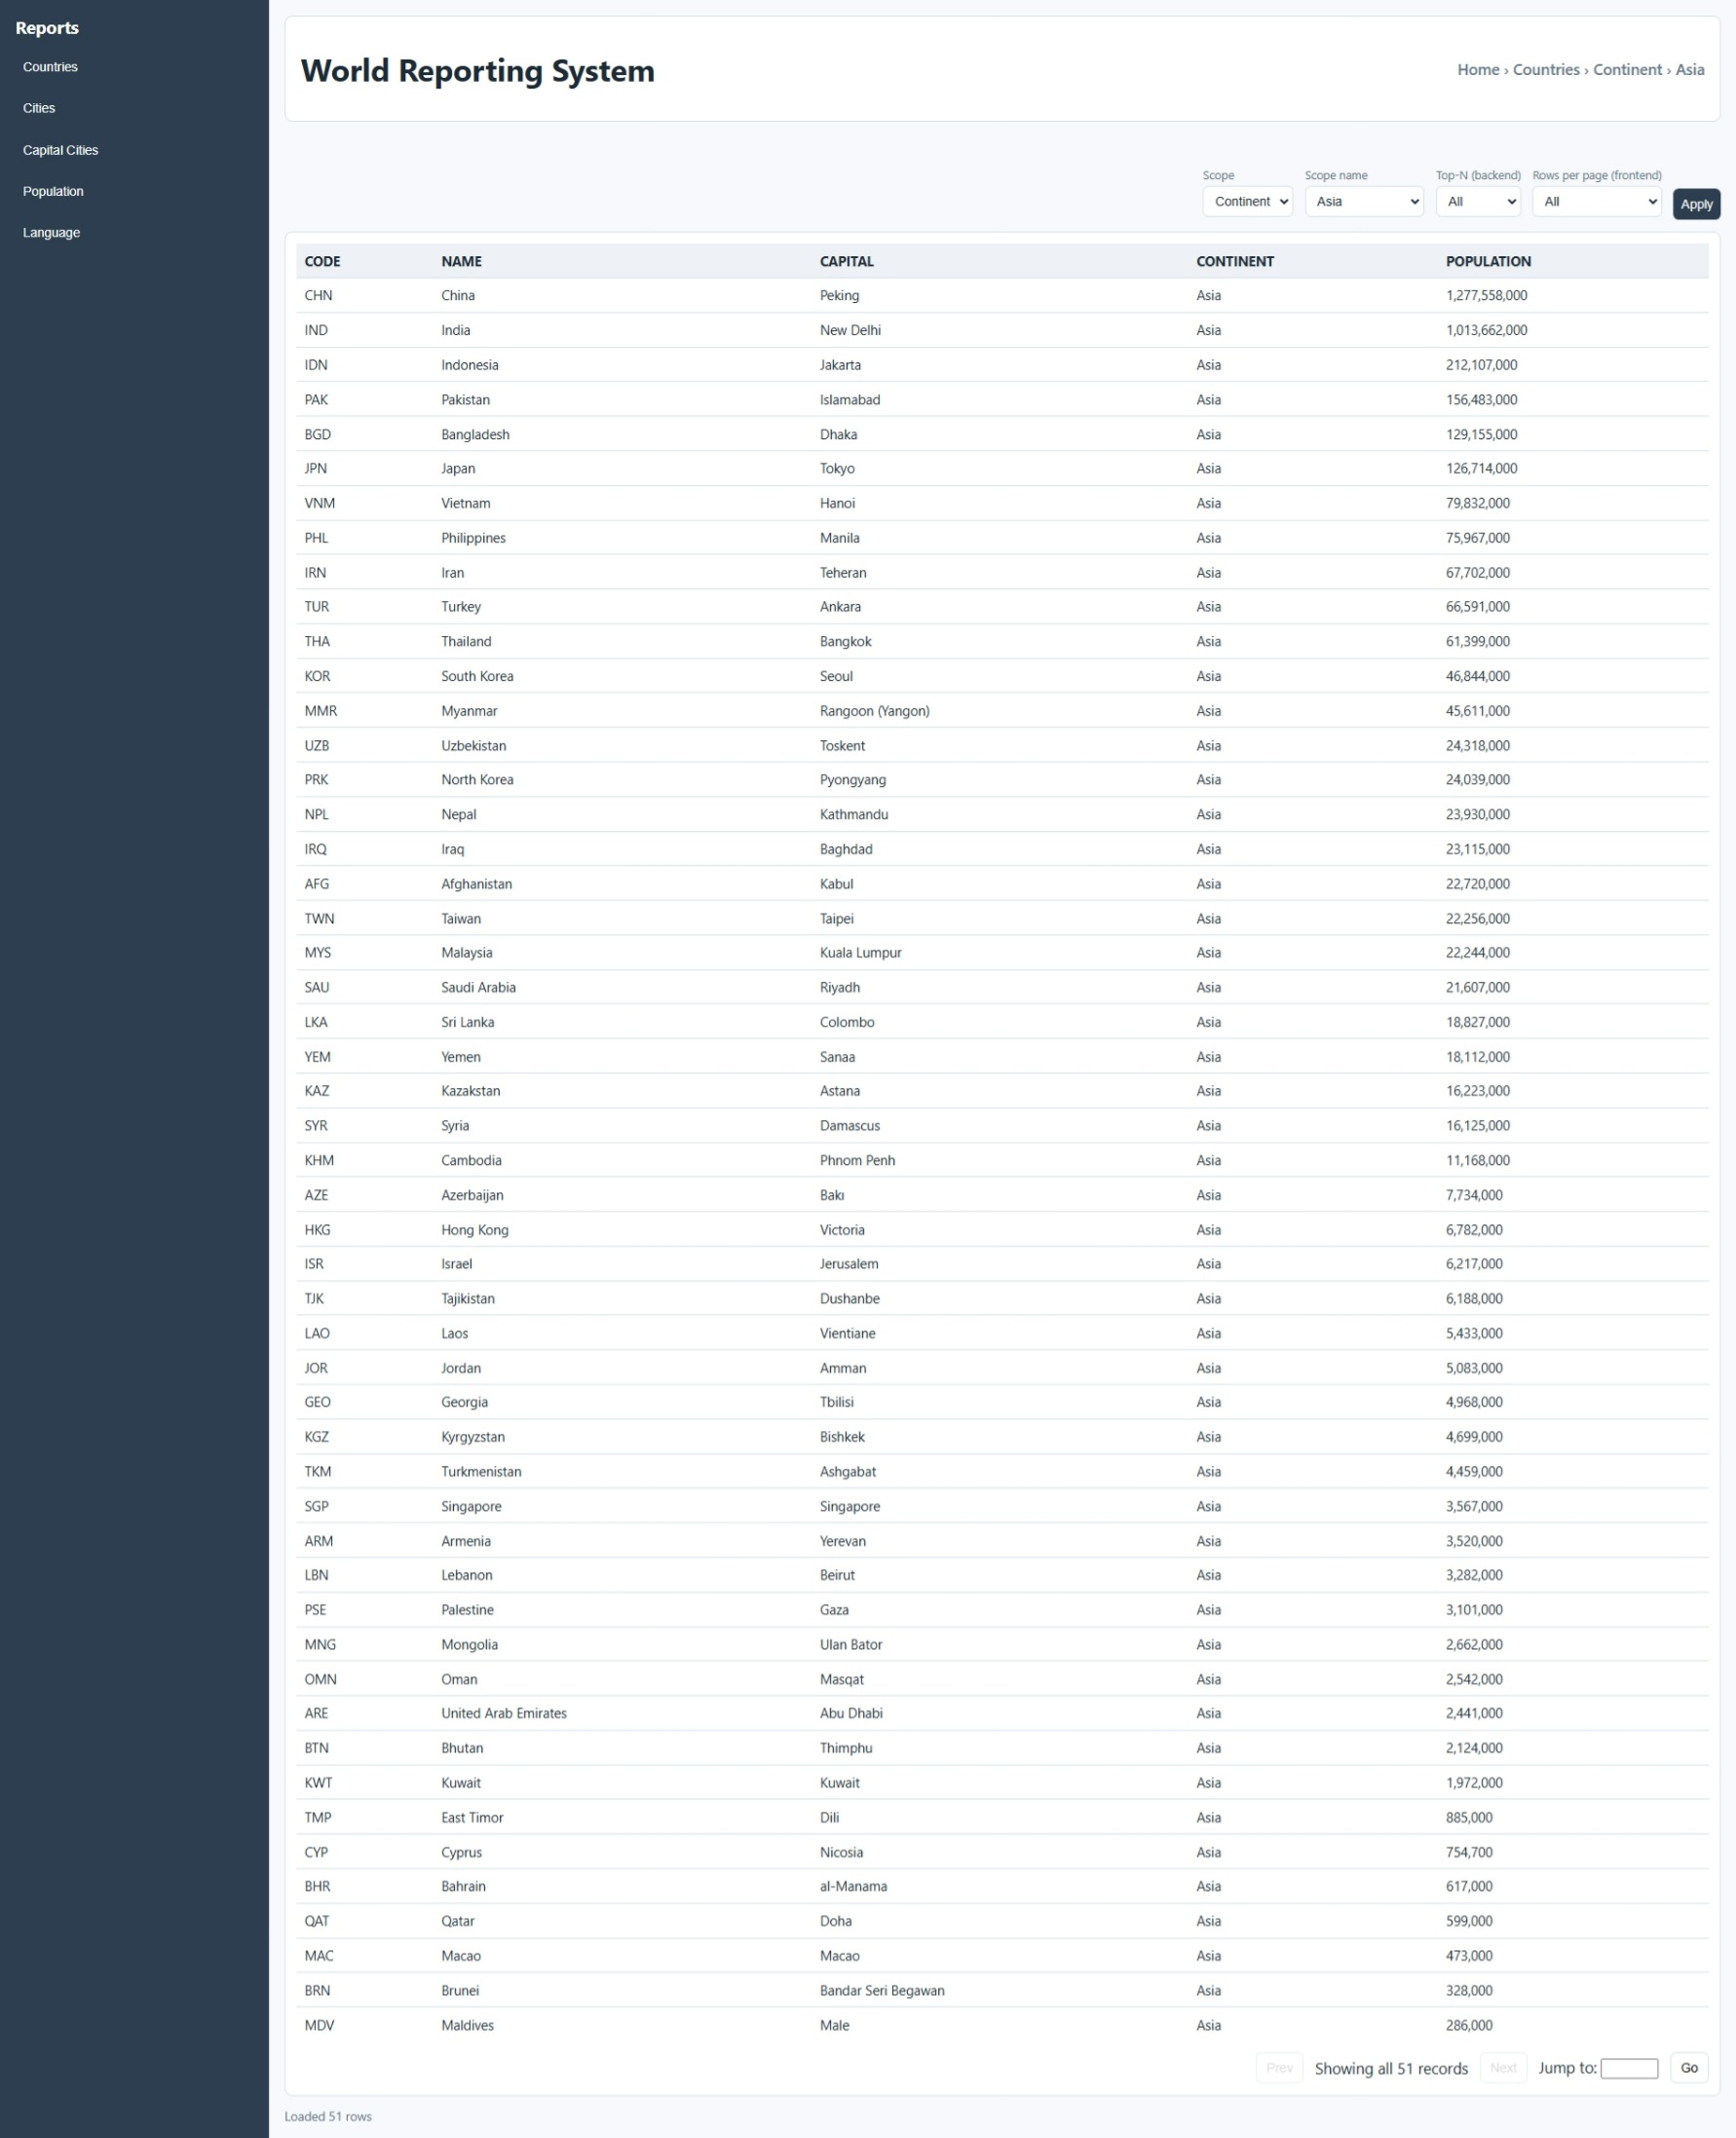 Reports
Countries
Cities
Capital Cities
Population
Language
World Reporting System
Home › Countries › Continent › Asia
Scope Scope name Top-N (backend) Rows per page (frontend)
Continent Asia All All Apply
CODE NAME CAPITAL CONTINENT POPULATION
CHN China Peking Asia 1,277,558,000
IND India New Delhi Asia 1,013,662,000
IDN Indonesia Jakarta Asia 212,107,000
PAK Pakistan Islamabad Asia 156,483,000
BGD Bangladesh Dhaka Asia 129,155,000
JPN Japan Tokyo Asia 126,714,000
VNM Vietnam Hanoi Asia 79,832,000
PHL Philippines Manila Asia 75,967,000
IRN Iran Teheran Asia 67,702,000
TUR Turkey Ankara Asia 66,591,000
THA Thailand Bangkok Asia 61,399,000
KOR South Korea Seoul Asia 46,844,000
MMR Myanmar Rangoon (Yangon) Asia 45,611,000
UZB Uzbekistan Toskent Asia 24,318,000
PRK North Korea Pyongyang Asia 24,039,000
NPL Nepal Kathmandu Asia 23,930,000
IRQ Iraq Baghdad Asia 23,115,000
AFG Afghanistan Kabul Asia 22,720,000
TWN Taiwan Taipei Asia 22,256,000
MYS Malaysia Kuala Lumpur Asia 22,244,000
SAU Saudi Arabia Riyadh Asia 21,607,000
LKA Sri Lanka Colombo Asia 18,827,000
YEM Yemen Sanaa Asia 18,112,000
KAZ Kazakstan Astana Asia 16,223,000
SYR Syria Damascus Asia 16,125,000
KHM Cambodia Phnom Penh Asia 11,168,000
AZE Azerbaijan Bakı Asia 7,734,000
HKG Hong Kong Victoria Asia 6,782,000
ISR Israel Jerusalem Asia 6,217,000
TJK Tajikistan Dushanbe Asia 6,188,000
LAO Laos Vientiane Asia 5,433,000
JOR Jordan Amman Asia 5,083,000
GEO Georgia Tbilisi Asia 4,968,000
KGZ Kyrgyzstan Bishkek Asia 4,699,000
TKM Turkmenistan Ashgabat Asia 4,459,000
SGP Singapore Singapore Asia 3,567,000
ARM Armenia Yerevan Asia 3,520,000
LBN Lebanon Beirut Asia 3,282,000
PSE Palestine Gaza Asia 3,101,000
MNG Mongolia Ulan Bator Asia 2,662,000
OMN Oman Masqat Asia 2,542,000
ARE United Arab Emirates Abu Dhabi Asia 2,441,000
BTN Bhutan Thimphu Asia 2,124,000
KWT Kuwait Kuwait Asia 1,972,000
TMP East Timor Dili Asia 885,000
CYP Cyprus Nicosia Asia 754,700
BHR Bahrain al-Manama Asia 617,000
QAT Qatar Doha Asia 599,000
MAC Macao Macao Asia 473,000
BRN Brunei Bandar Seri Begawan Asia 328,000
MDV Maldives Male Asia 286,000
Prev Showing all 51 records Next Jump to: Go
Loaded 51 rows